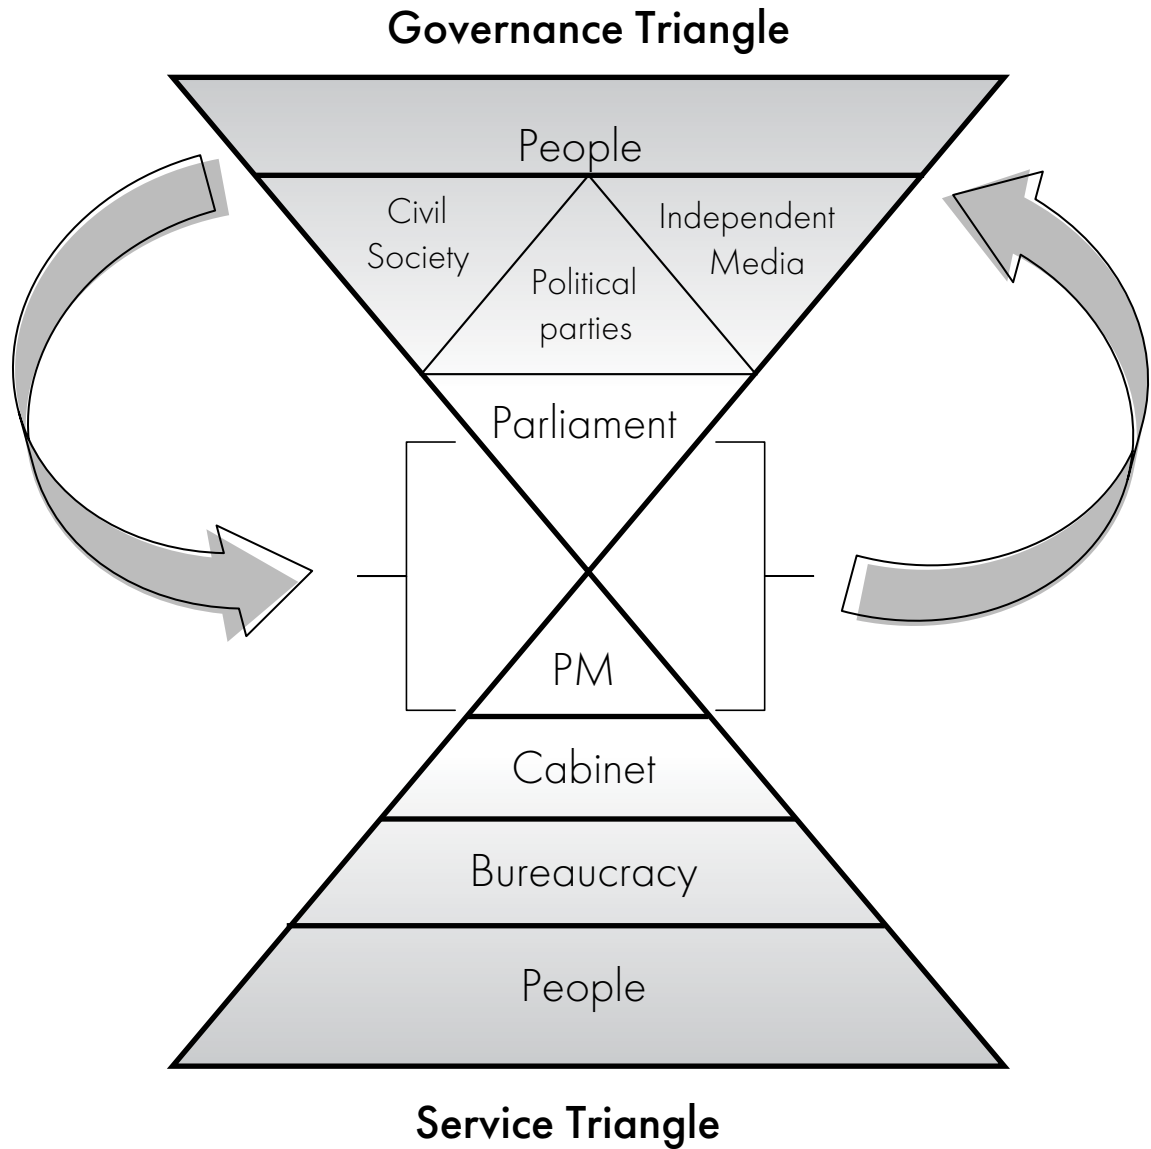 Governance Triangle
People
Civil
Society
Independent
Media
Political
parties
Parliament
PM
Cabinet
Bureaucracy
People
Service Triangle